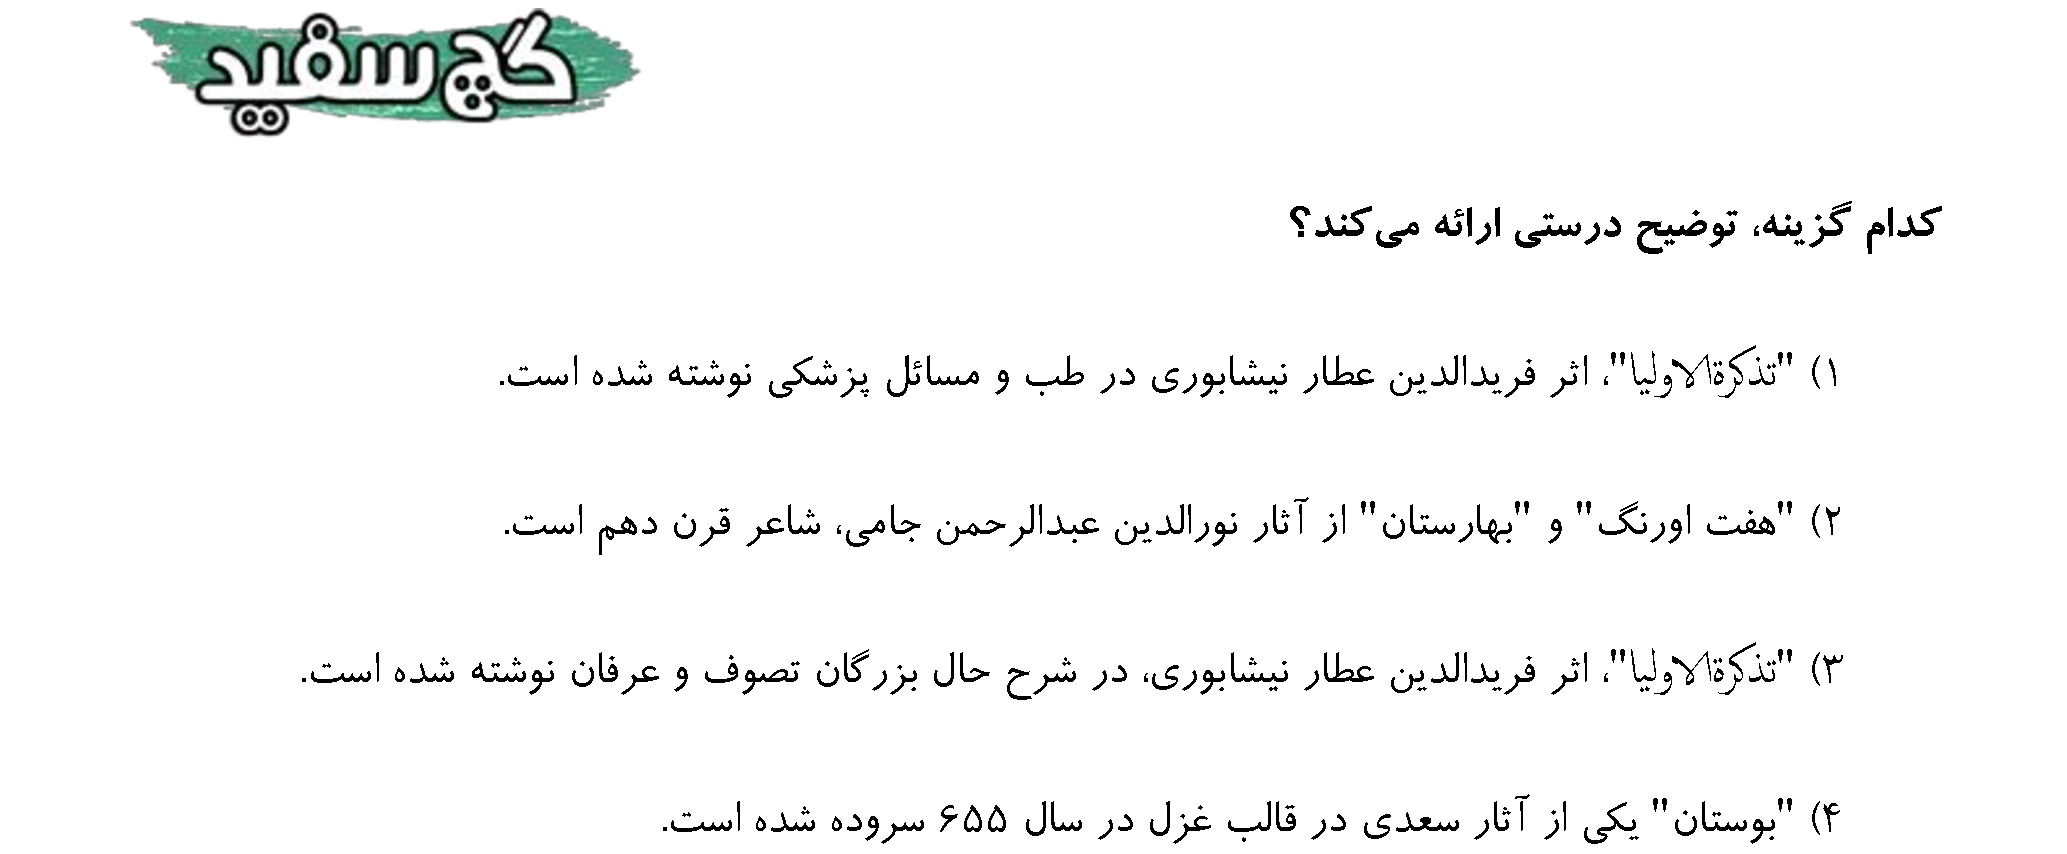 گچ سفید
کدام گزینه، توضیح درستی ارائه می‌کند؟
۱) "تذکرةالاولیا"، اثر فریدالدین عطار نیشابوری در طب و مسائل پزشکی نوشته شده است.
۲) "هفت اورنگ" و "بهارستان" از آثار نورالدین عبدالرحمن جامی، شاعر قرن دهم است.
۳) "تذکرةالاولیا"، اثر فریدالدین عطار نیشابوری، در شرح حال بزرگان تصوف و عرفان نوشته شده است.
۴) "بوستان" یکی از آثار سعدی در قالب غزل در سال ۶۵۵ سروده شده است.